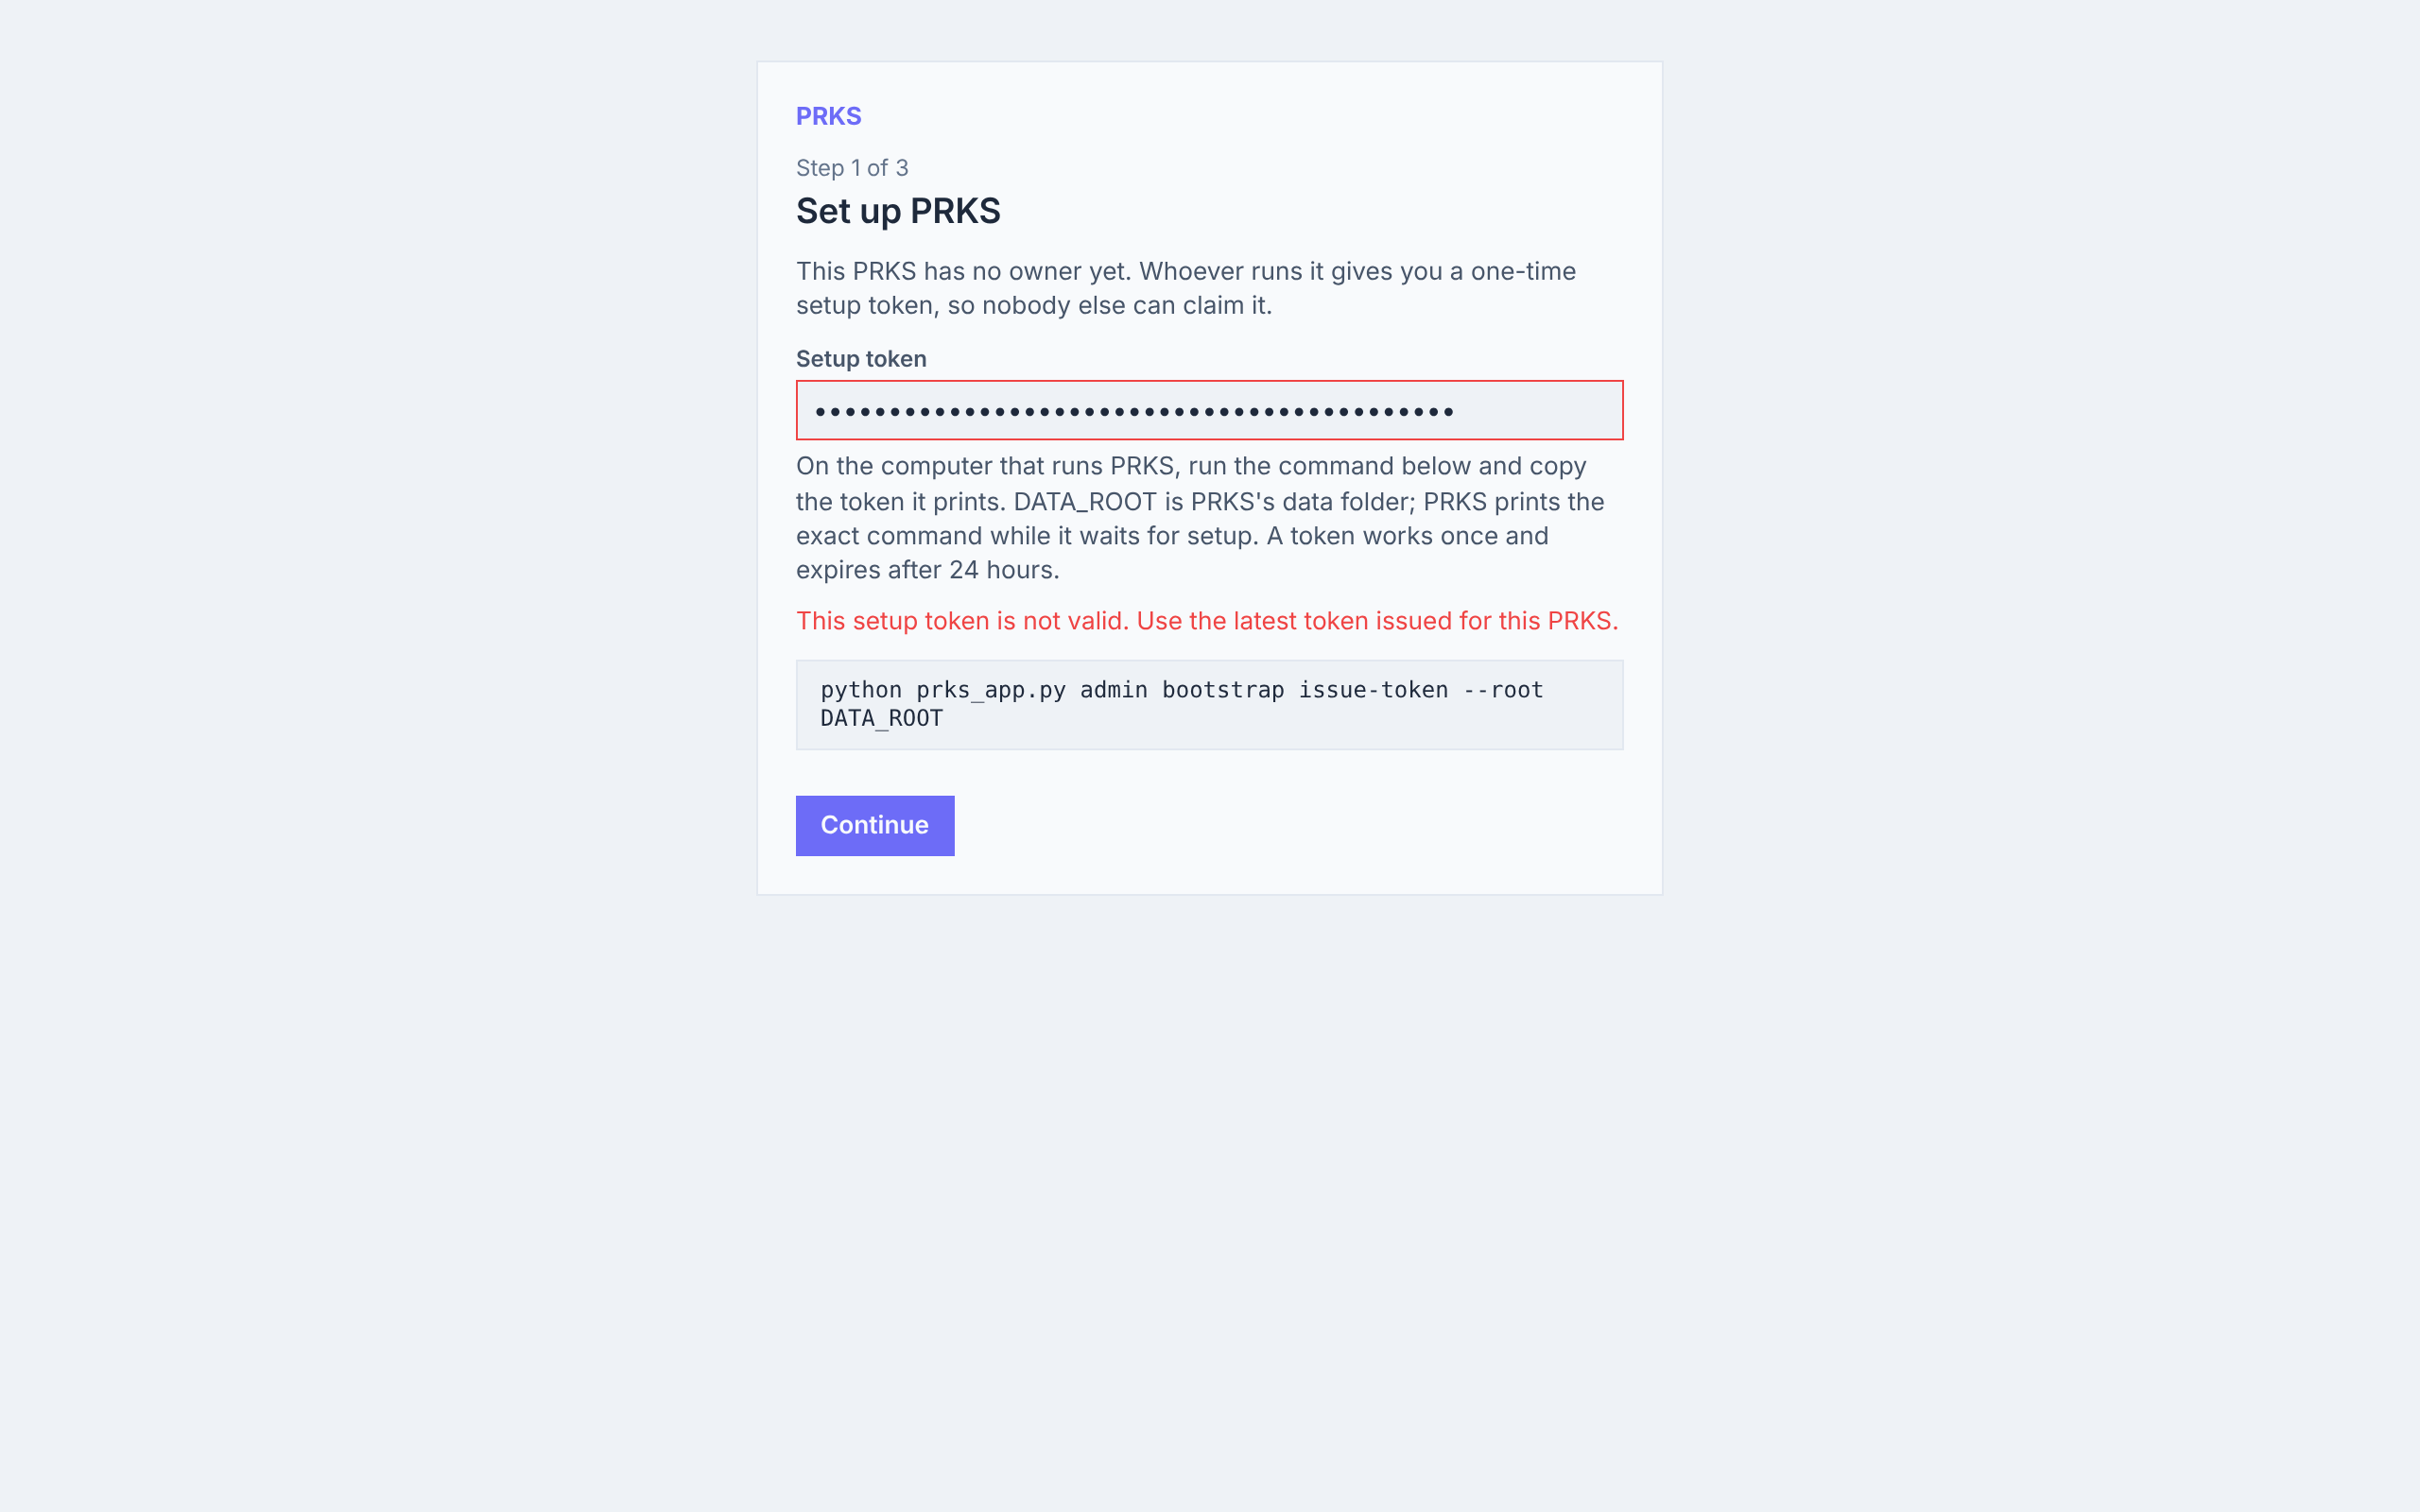 PRKS
Step 1 of 3
Set up PRKS
This PRKS has no owner yet. Whoever runs it gives you a one-time
setup token, so nobody else can claim it.
Setup token
•••••••••••••••••••••••••••••••••••••••••••
On the computer that runs PRKS, run the command below and copy
the token it prints. DATA_ROOT is PRKS's data folder; PRKS prints the
exact command while it waits for setup. A token works once and
expires after 24 hours.
This setup token is not valid. Use the latest token issued for this PRKS.
python prks_app.py admin bootstrap issue-token --root
DATA_ROOT
Continue